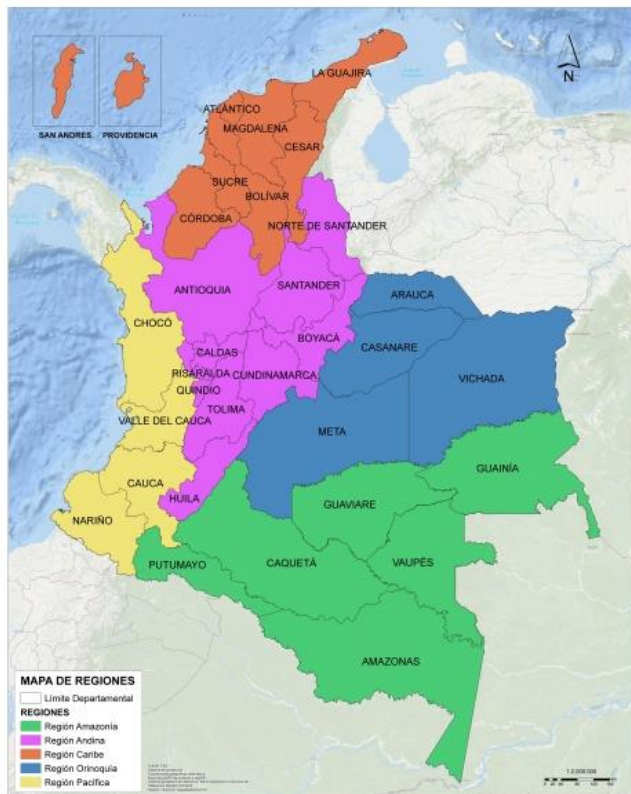 N
SAN ANDRES
PROVIDENCIA
LA GUAJIRA
ATLÁNTICO
MAGDALENA
CESAR
SUCRE
BOLÍVAR
CÓRDOBA
NORTE DE SANTANDER
ANTIOQUIA
SANTANDER
ARAUCA
CHOCÓ
BOYACÁ
CASANARE
CALDAS
RISARALDA
CUNDINAMARCA
VICHADA
QUINDIO
TOLIMA
VALLE DEL CAUCA
META
GUAINÍA
CAUCA
HUILA
GUAVIARE
NARIÑO
PUTUMAYO
CAQUETÁ
VAUPÉS
AMAZONAS
MAPA DE REGIONES
Límite Departamental
REGIONES
Región Amazonía
Región Andina
Región Caribe
Región Orinoquía
Región Pacífica